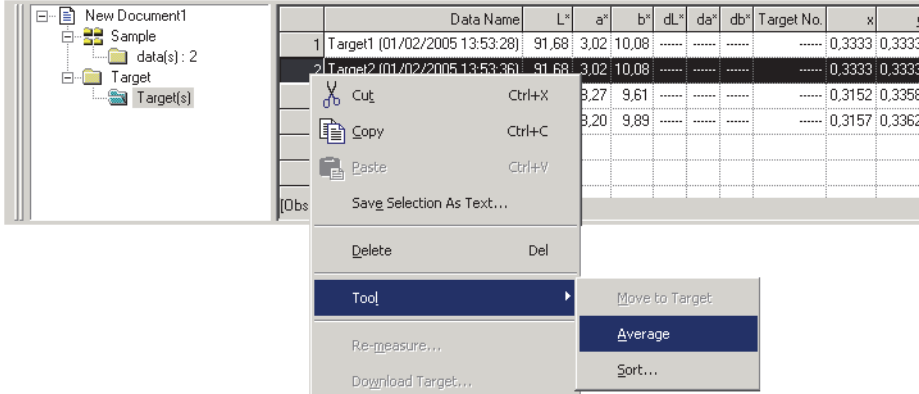 New Document1
Sample
data(s) : 2
Target
Target(s)
Data Name L* a* b* dL* da* db* Target No. x
1 Target1 (01/02/2005 13:53:28) 91,68 3,02 10,08 ----- ----- ----- ----- 0,3333 0,3333
2 Target2 (01/02/2005 13:53:36) 91,68 3,02 10,08 ----- ----- ----- ----- 0,3333 0,3333
3,27 9,61 ----- ----- ----- ----- 0,3152 0,3358
3,20 9,89 ----- ----- ----- ----- 0,3157 0,3362
[Obs
Cut Ctrl+X
Copy Ctrl+C
Paste Ctrl+V
Save Selection As Text...
Delete Del
Tool
Move to Target
Average
Sort...
Re-measure...
Download Target...